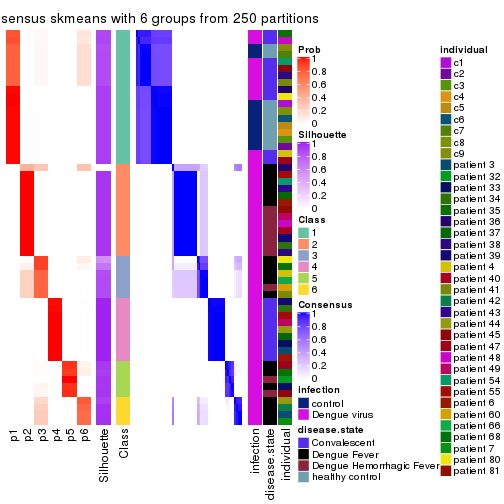 sensus skmeans with 6 groups from 250 partitions
Prob
1
0.8
0.6
0.4
0.2
0
Silhouette
1
0.8
0.6
0.4
0.2
0
Class
1
2
3
4
5
6
Consensus
1
0.8
0.6
0.4
0.2
0
infection
control
Dengue virus
disease.state
Convalescent
Dengue Fever
Dengue Hemorrhagic Fever
healthy control
individual
c1
c2
c3
c4
c5
c6
c7
c8
c9
patient 3
patient 32
patient 33
patient 34
patient 35
patient 36
patient 37
patient 38
patient 39
patient 4
patient 40
patient 41
patient 42
patient 43
patient 44
patient 45
patient 47
patient 48
patient 49
patient 54
patient 55
patient 6
patient 60
patient 66
patient 68
patient 7
patient 80
patient 81
p1
p2
p3
p4
p5
p6
Silhouette
Class
infection
disease.state
individual